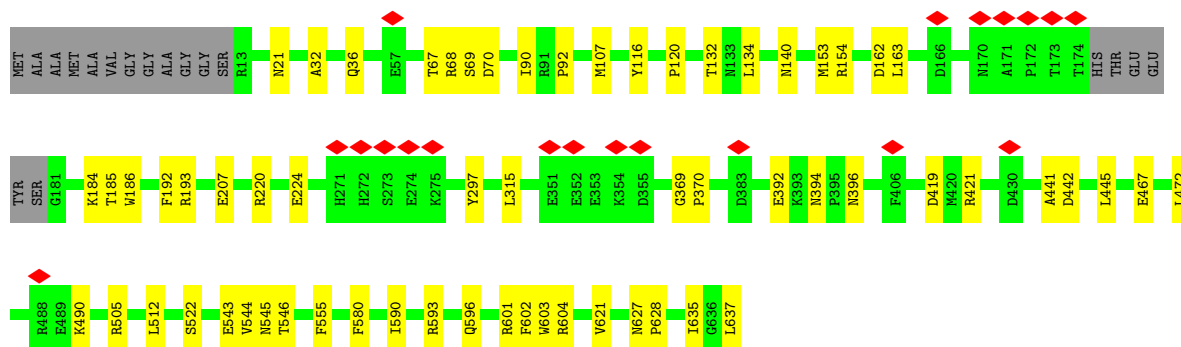 MET ALA ALA MET ALA VAL GLY GLY ALA GLY GLY SER R13 N21 A32 Q36 E57 T67 R68 S69 D70 I90 R91 P92 M107 Y116 P120 T132 N133 L134 N140 M153 R154 D162 L163 D166 N170 A171 P172 T173 T174 HIS THR GLU GLU
TYR SER G181 K184 T185 W186 F192 R193 E207 R220 E224 H271 H272 S273 E274 K275 Y297 L315 E351 E352 E353 K354 D355 G369 P370 D383 E392 K393 N394 P395 N396 F406 D419 M420 R421 D430 A441 D442 L445 E467
R488 E489 K490 R505 L512 S522 E543 V544 N545 T546 F555 F580 I590 R593 Q596 R601 F602 W603 R604 V621 N627 P628 I635 G636 L637